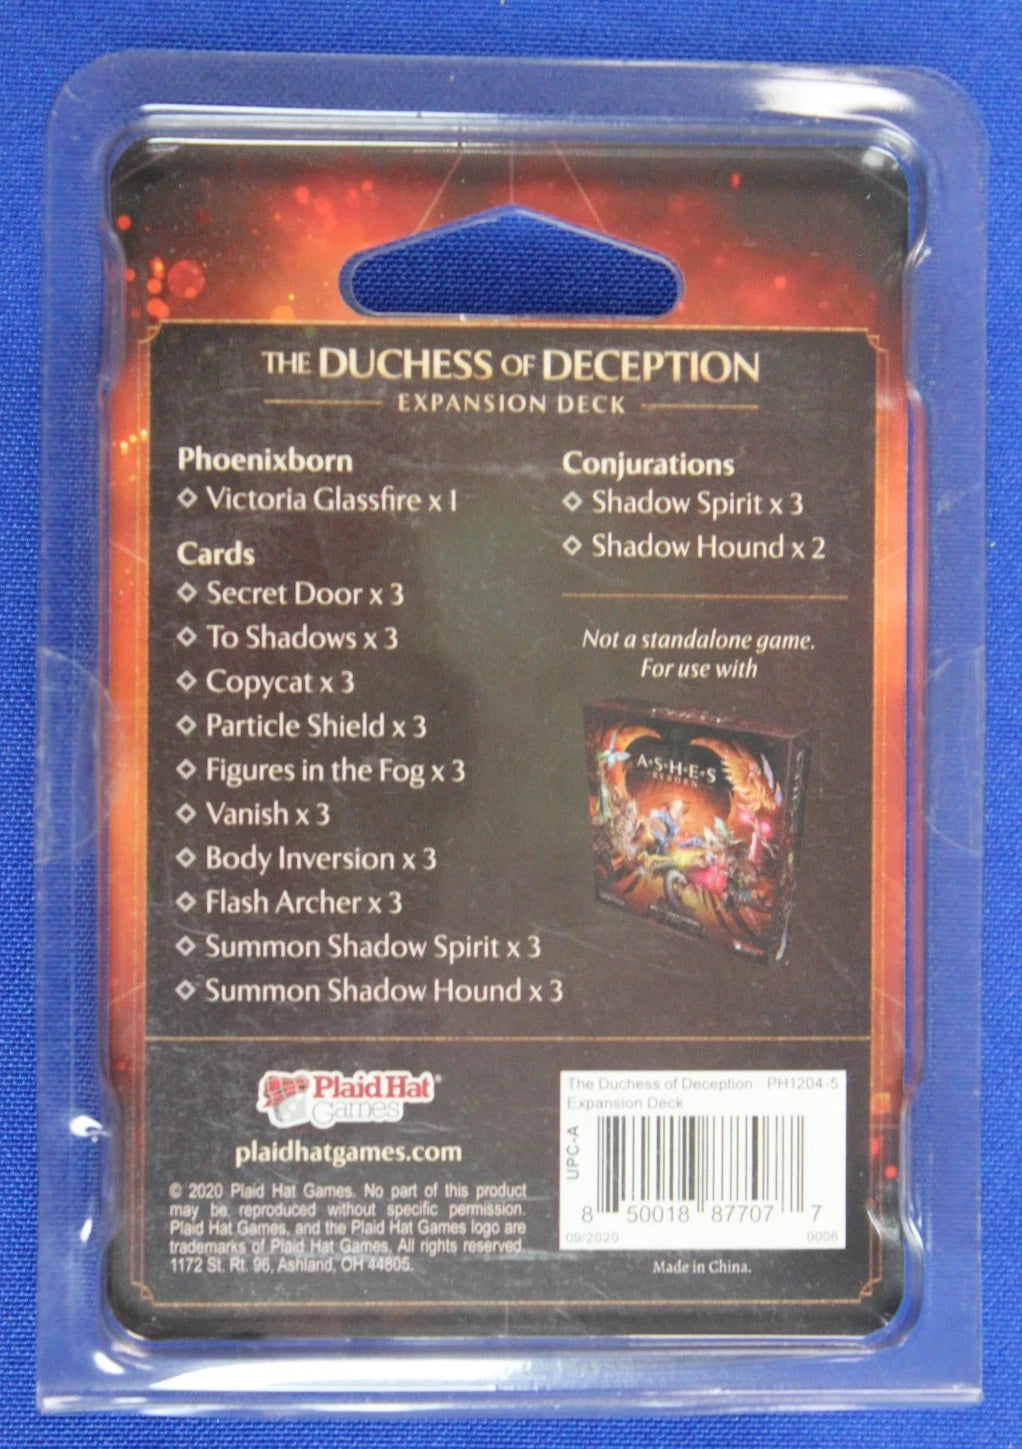 THE DUCHESS OF DECEPTION
EXPANSION DECK
Phoenixborn
Victoria Glassfire x 1
Cards
Secret Door x 3
To Shadows x 3
Copycat x 3
Particle Shield x 3
Figures in the Fog x 3
Vanish x 3
Body Inversion x 3
Flash Archer x 3
Summon Shadow Spirit x 3
Summon Shadow Hound x 3
Conjurations
Shadow Spirit x 3
Shadow Hound x 2
Not a standalone game.
For use with
A•S•H•E•S
REBORN
Plaid Hat®
Games
plaidhatgames.com
© 2020 Plaid Hat Games. No part of this product
may be reproduced without specific permission.
Plaid Hat Games, and the Plaid Hat Games logo are
trademarks of Plaid Hat Games. All rights reserved.
1172 St. Rt. 96, Ashland, OH 44805.
The Duchess of Deception PH1204-5
Expansion Deck
UPC-A
8 50018 87707 7
09/2020 0006
Made in China.